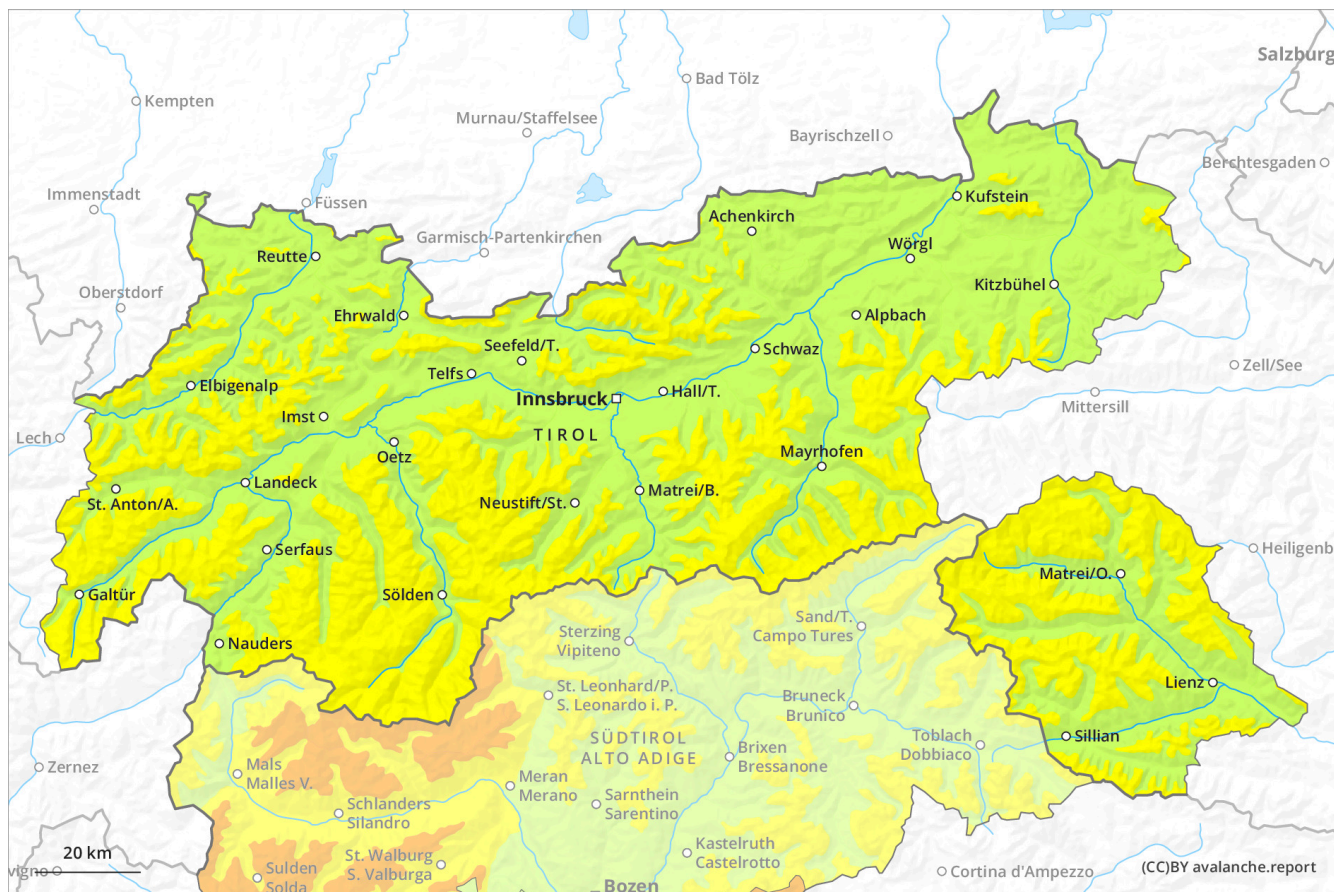 Salzburg
Kempten
Bad Tölz
Murnau/Staffelsee
Bayrischzell
Berchtesgaden
Immenstadt
Füssen
Kufstein
Achenkirch
Garmisch-Partenkirchen
Wörgl
Reutte
Kitzbühel
Oberstdorf
Ehrwald
Alpbach
Seefeld/T.
Schwaz
Telfs
Zell/See
Elbigenalp
Hall/T.
Innsbruck
Mittersill
Imst
Lech
TIROL
Oetz
Mayrhofen
Landeck
St. Anton/A.
Neustift/St.
Matrei/B.
Serfaus
Heiligenb
Matrei/O.
Galtür
Sölden
Sand/T.
Campo Tures
Sterzing
Vipiteno
Nauders
Lienz
St. Leonhard/P.
S. Leonardo i. P.
Bruneck
Brunico
Sillian
SÜDTIROL
ALTO ADIGE
Toblach
Dobbiaco
Brixen
Bressanone
Zernez
Mals
Malles V.
Meran
Merano
Schlanders
Silandro
Sarnthein
Sarentino
Kastelruth
Castelrotto
20 km
St. Walburg
S. Valburga
vigno
Sulden
Solda
Cortina d'Ampezzo
(CC)BY avalanche.report
Bozen